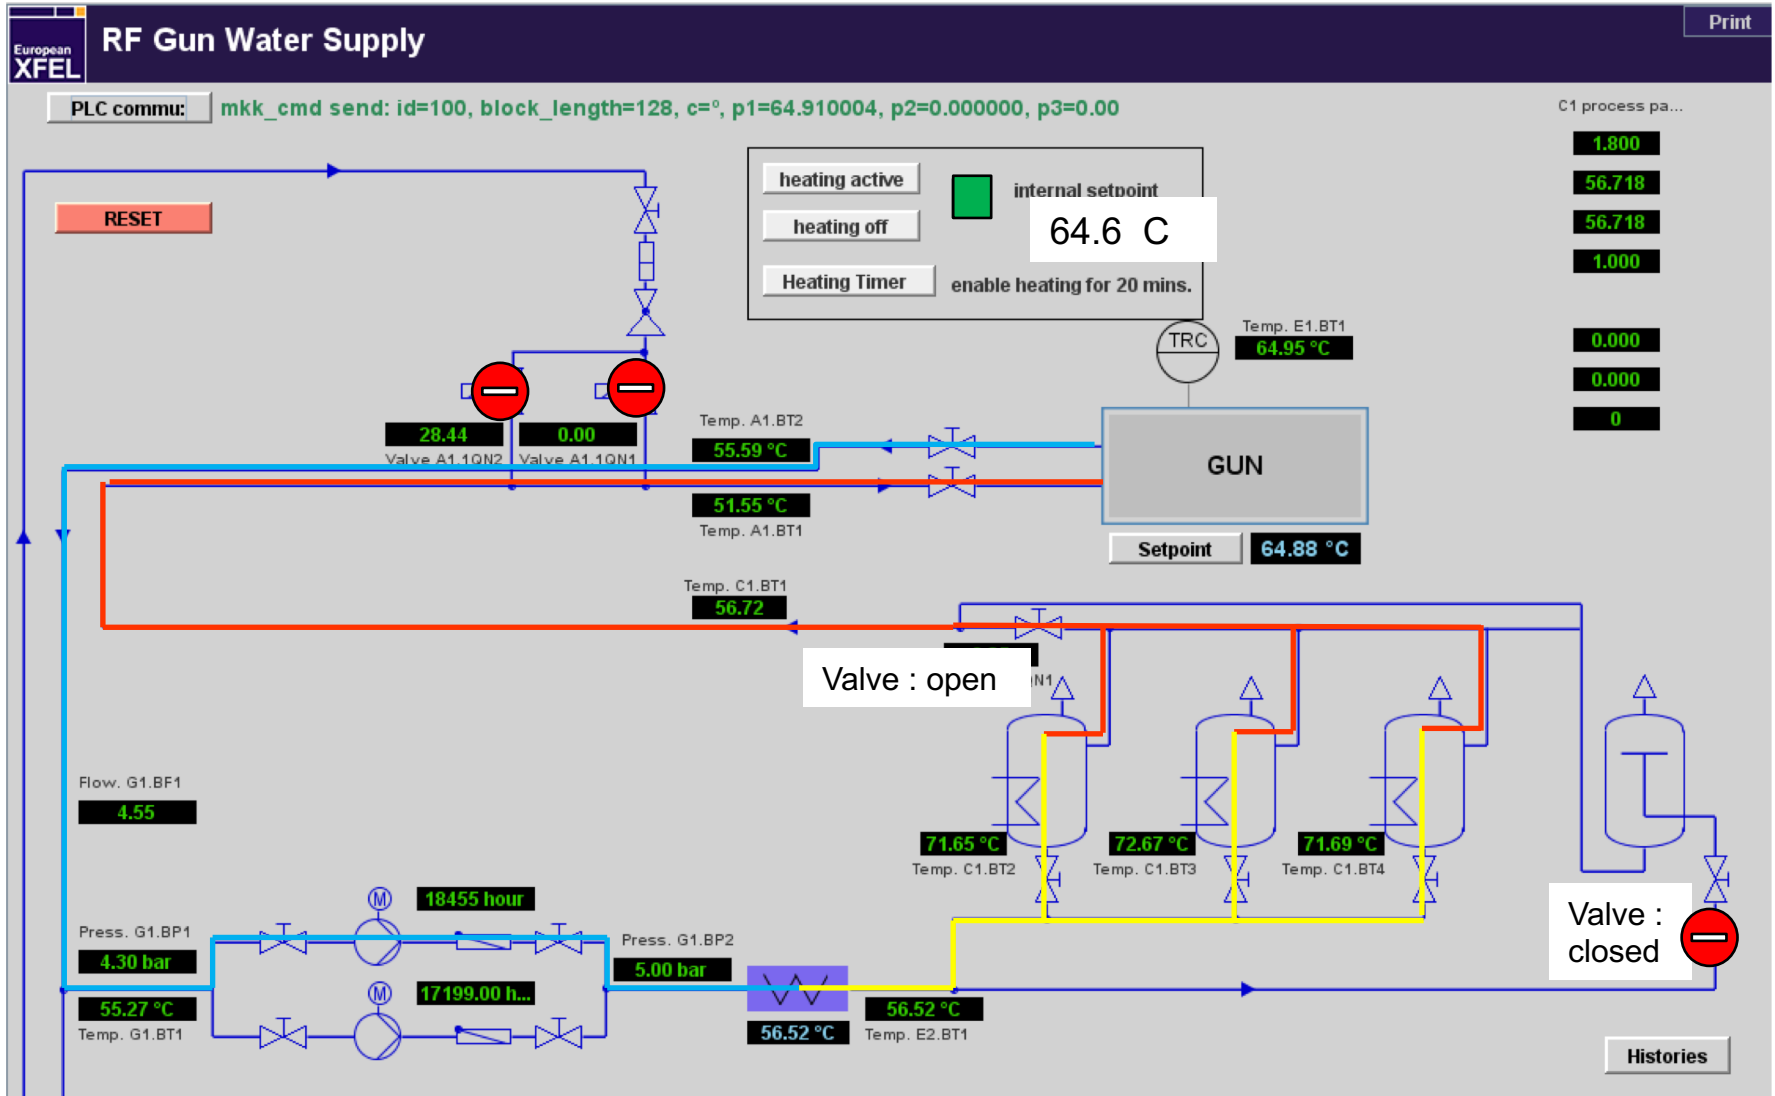 Print
European
XFEL
RF Gun Water Supply
PLC commu:
mkk_cmd send: id=100, block_length=128, c=º, p1=64.910004, p2=0.000000, p3=0.00
C1 process pa...
1.800
56.718
56.718
1.000
0.000
0.000
0
RESET
heating active
internal setpoint
64.6 C
heating off
Heating Timer
enable heating for 20 mins.
TRC
Temp. E1.BT1
64.95 °C
28.44
0.00
Valve A1.1QN2
Valve A1.1QN1
Temp. A1.BT2
55.59 °C
51.55 °C
Temp. A1.BT1
GUN
Setpoint
64.88 °C
Temp. C1.BT1
56.72
Valve : open
N1
Flow. G1.BF1
4.55
71.65 °C
Temp. C1.BT2
72.67 °C
Temp. C1.BT3
71.69 °C
Temp. C1.BT4
Valve :
closed
M
18455 hour
Press. G1.BP1
4.30 bar
Press. G1.BP2
5.00 bar
M
17199.00 h...
55.27 °C
Temp. G1.BT1
56.52 °C
56.52 °C
Temp. E2.BT1
Histories